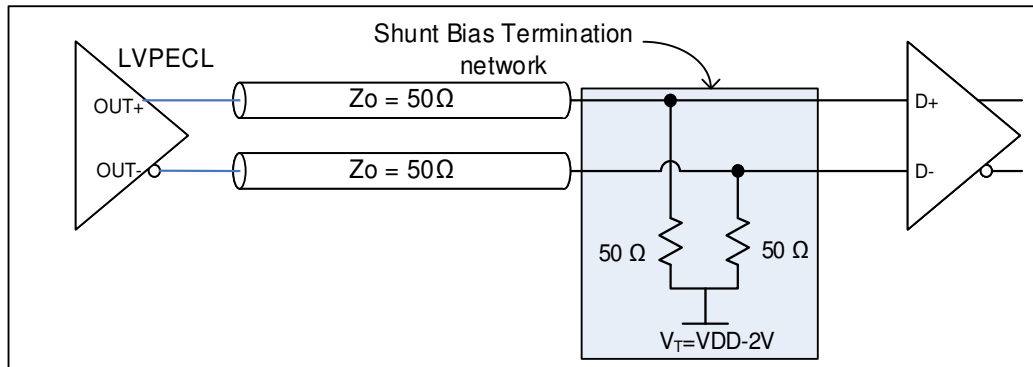 Shunt Bias Termination
network
LVPECL
OUT+
Zo = 50Ω
D+
OUT-
Zo = 50Ω
D-
50 Ω
50 Ω
VT=VDD-2V